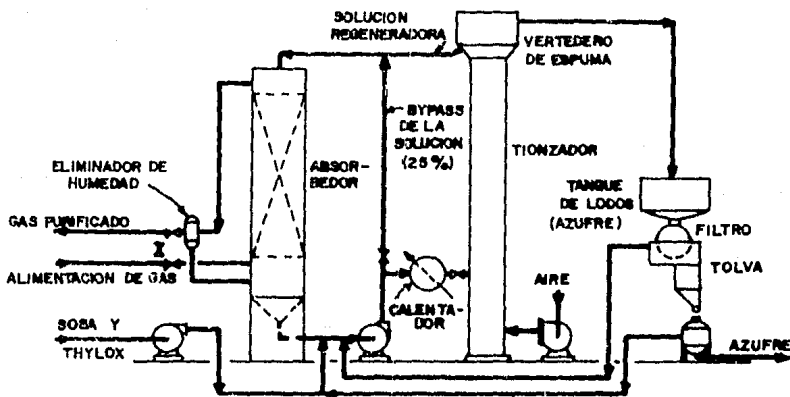 SOLUCION
REGENERADORA
VERTEDERO
DE ESPUMA
BYPASS
DE LA
SOLUCION
(25%)
ABSOR-
BEDOR
TIONZADOR
ELIMINADOR DE
HUMEDAD
TANQUE
DE LODOS
(AZUFRE)
FILTRO
GAS PURIFICADO
TOLVA
ALIMENTACION DE GAS
AIRE
CALENTA-
DOR
SOSA Y
THYLOX
AZUFRE